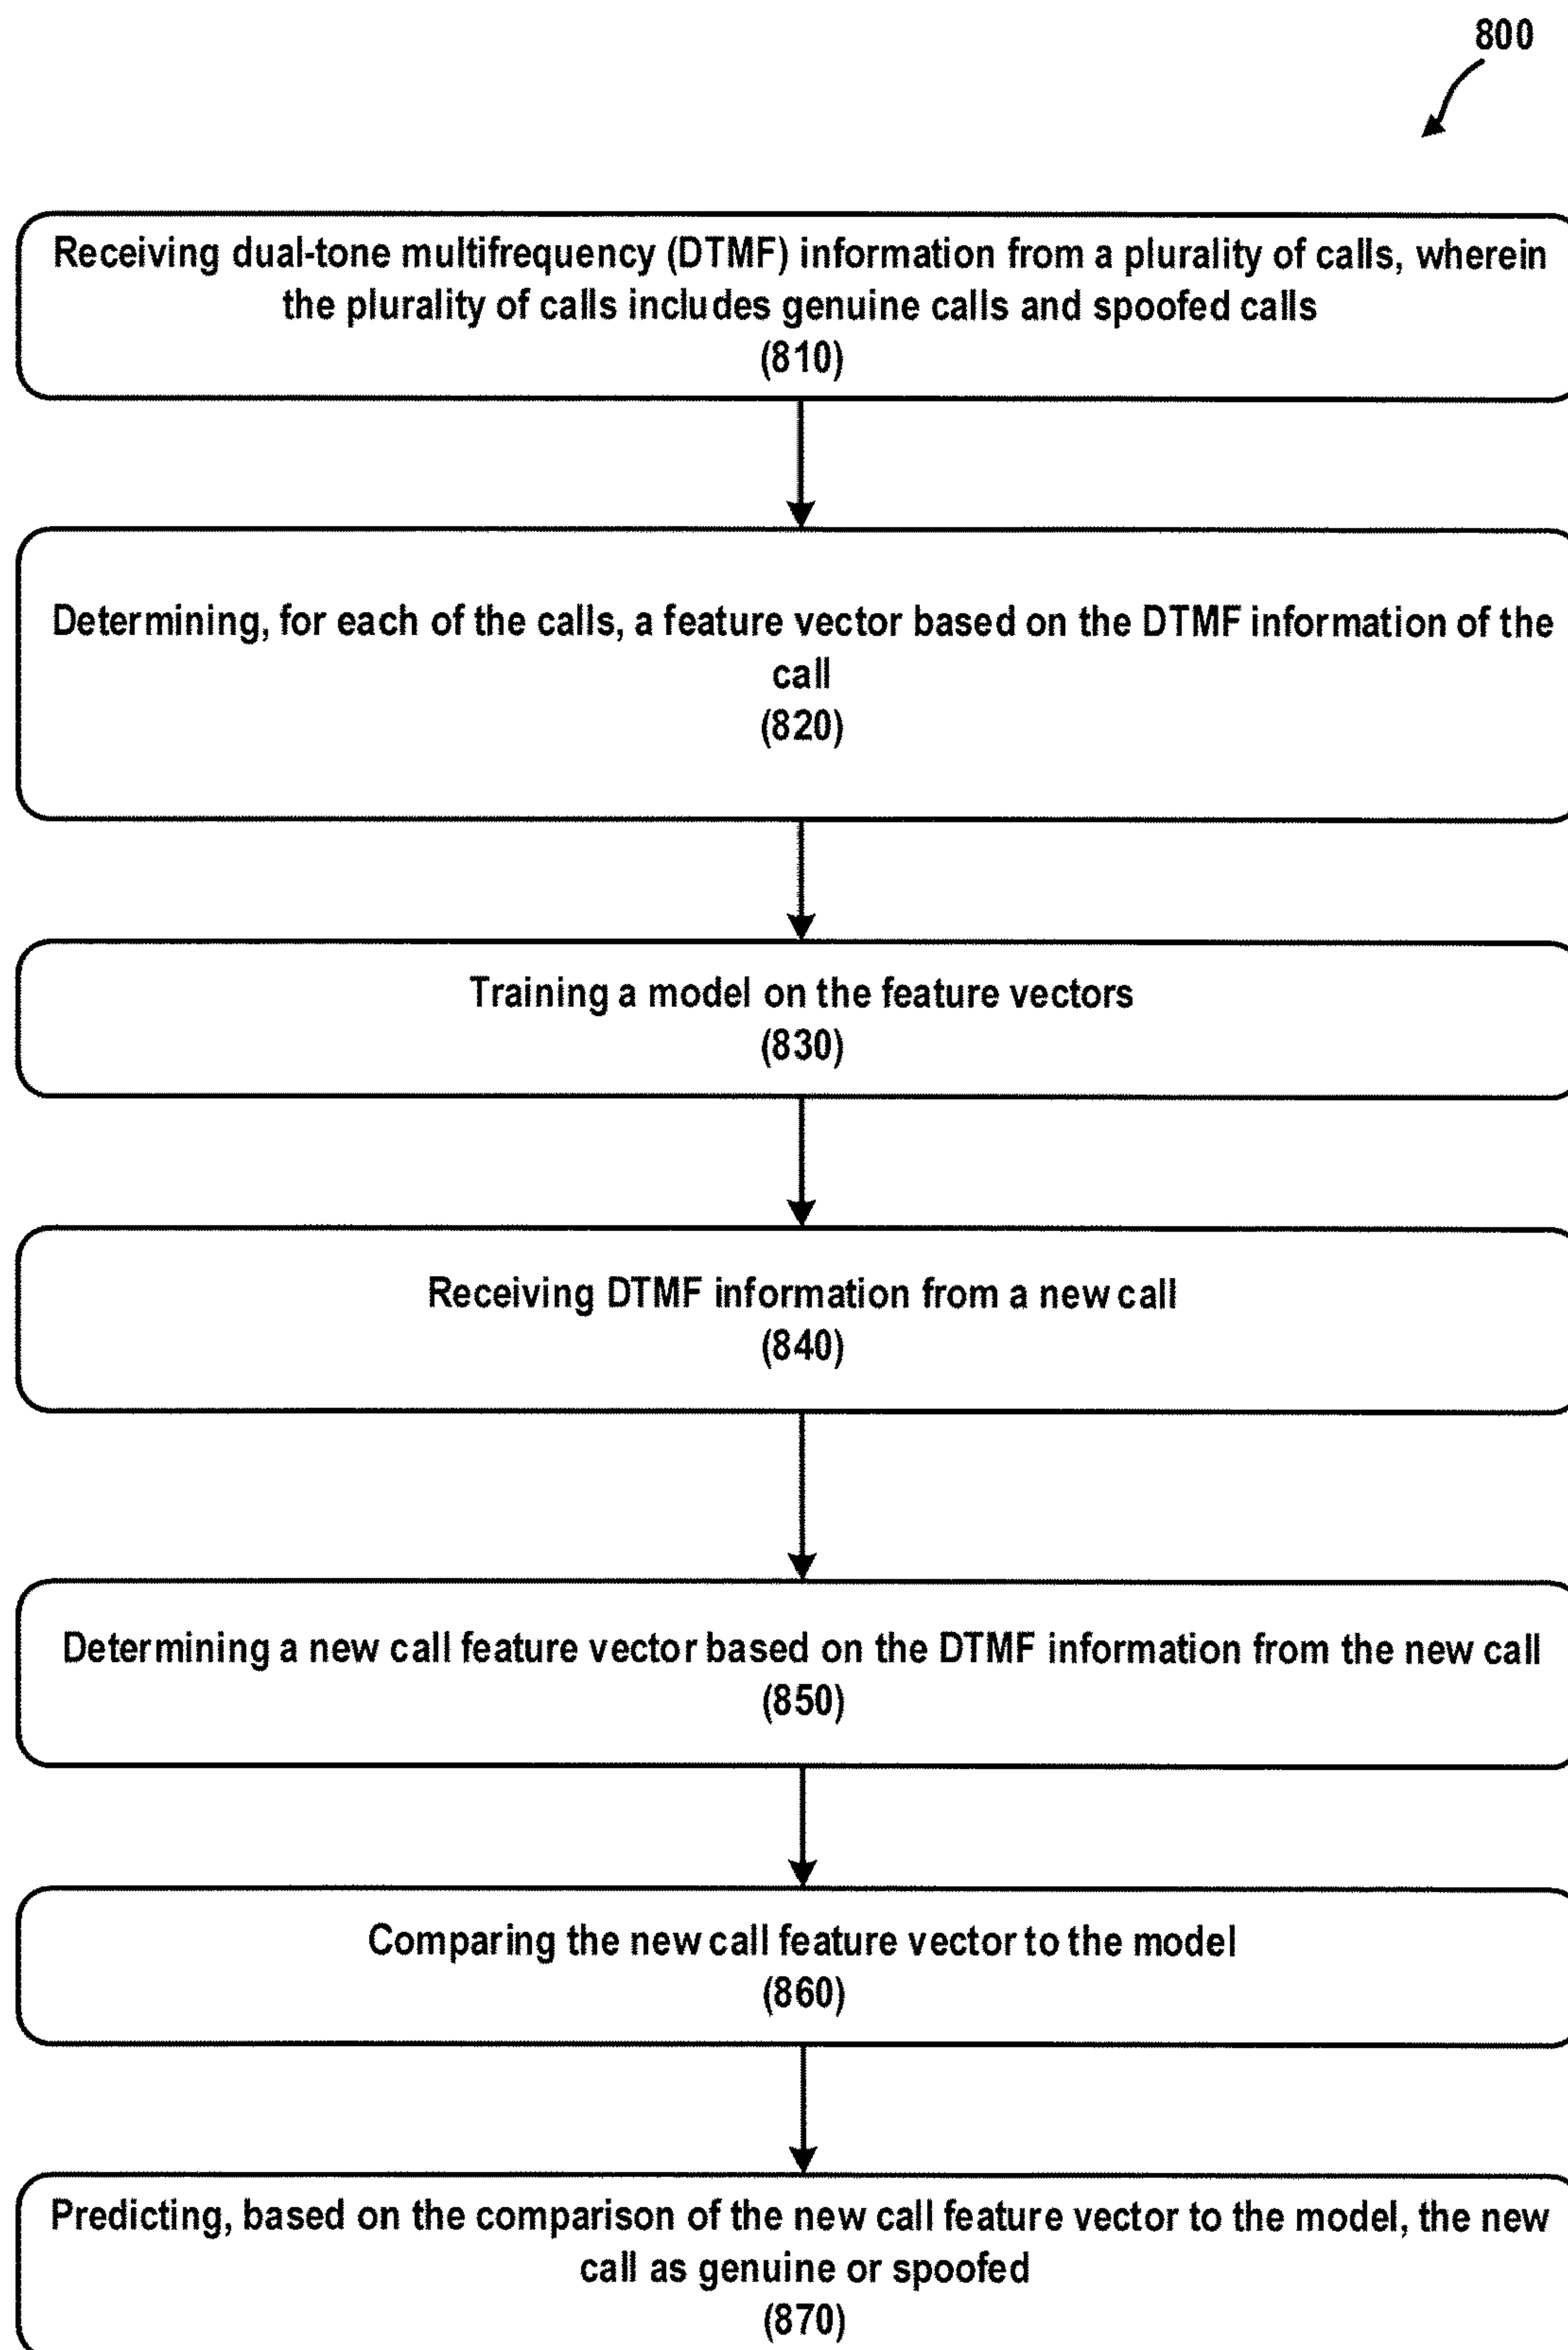 800
Receiving dual-tone multifrequency (DTMF) information from a plurality of calls, wherein
the plurality of calls includes genuine calls and spoofed calls
(810)
Determining, for each of the calls, a feature vector based on the DTMF information of the
call
(820)
Training a model on the feature vectors
(830)
Receiving DTMF information from a new call
(840)
Determining a new call feature vector based on the DTMF information from the new call
(850)
Comparing the new call feature vector to the model
(860)
Predicting, based on the comparison of the new call feature vector to the model, the new
call as genuine or spoofed
(870)